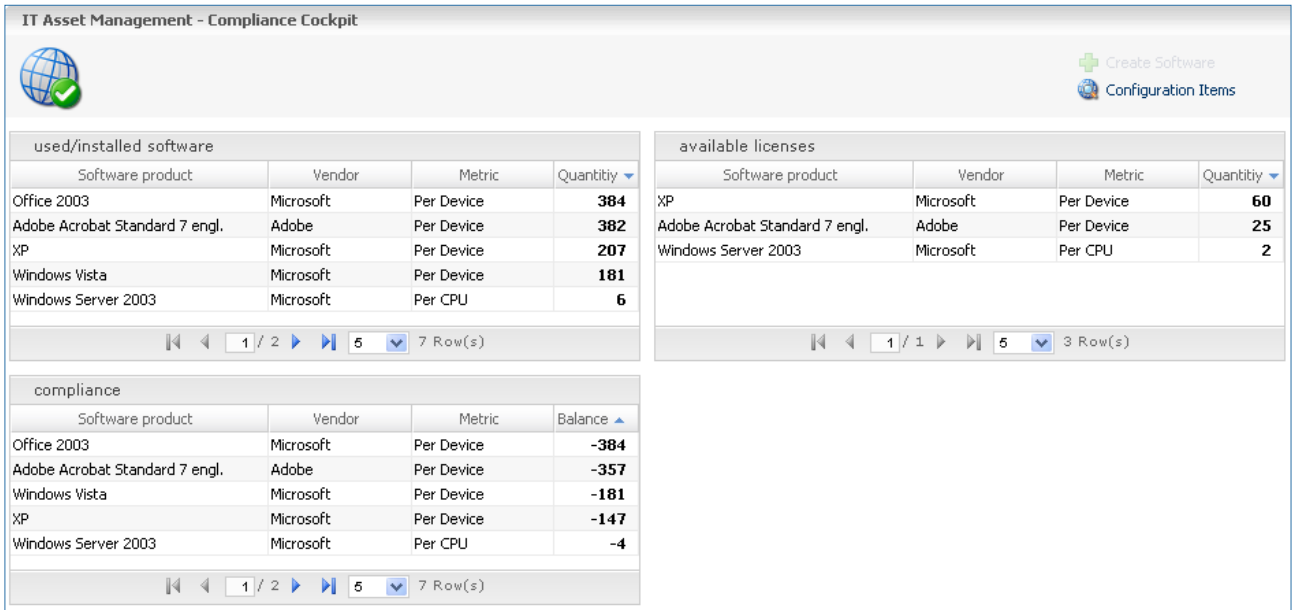 IT Asset Management - Compliance Cockpit
Create Software
Configuration Items
used/installed software
Software product Vendor Metric Quantitiy
Office 2003 Microsoft Per Device 384
Adobe Acrobat Standard 7 engl. Adobe Per Device 382
XP Microsoft Per Device 207
Windows Vista Microsoft Per Device 181
Windows Server 2003 Microsoft Per CPU 6
1 / 2 5 7 Row(s)
available licenses
Software product Vendor Metric Quantitiy
XP Microsoft Per Device 60
Adobe Acrobat Standard 7 engl. Adobe Per Device 25
Windows Server 2003 Microsoft Per CPU 2
1 / 1 5 3 Row(s)
compliance
Software product Vendor Metric Balance
Office 2003 Microsoft Per Device -384
Adobe Acrobat Standard 7 engl. Adobe Per Device -357
Windows Vista Microsoft Per Device -181
XP Microsoft Per Device -147
Windows Server 2003 Microsoft Per CPU -4
1 / 2 5 7 Row(s)